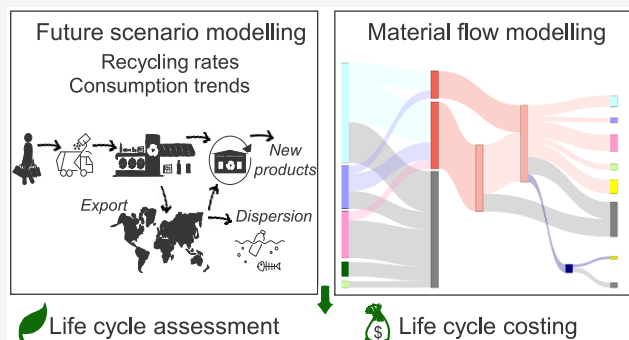 Future scenario modelling
Recycling rates
Consumption trends
New
products
Export
Dispersion
Material flow modelling
Life cycle assessment
$
Life cycle costing